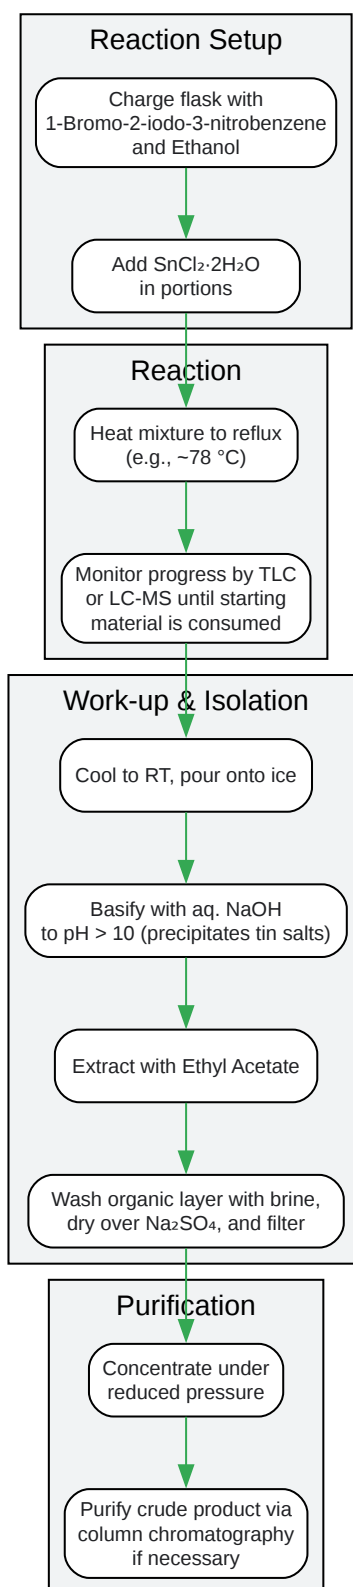 Reaction Setup
Charge flask with
1-Bromo-2-iodo-3-nitrobenzene
and Ethanol
Add SnCl₂·2H₂O
in portions
Reaction
Heat mixture to reflux
(e.g., ~78 °C)
Monitor progress by TLC
or LC-MS until starting
material is consumed
Work-up & Isolation
Cool to RT, pour onto ice
Basify with aq. NaOH
to pH > 10 (precipitates tin salts)
Extract with Ethyl Acetate
Wash organic layer with brine,
dry over Na₂SO₄, and filter
Purification
Concentrate under
reduced pressure
Purify crude product via
column chromatography
if necessary